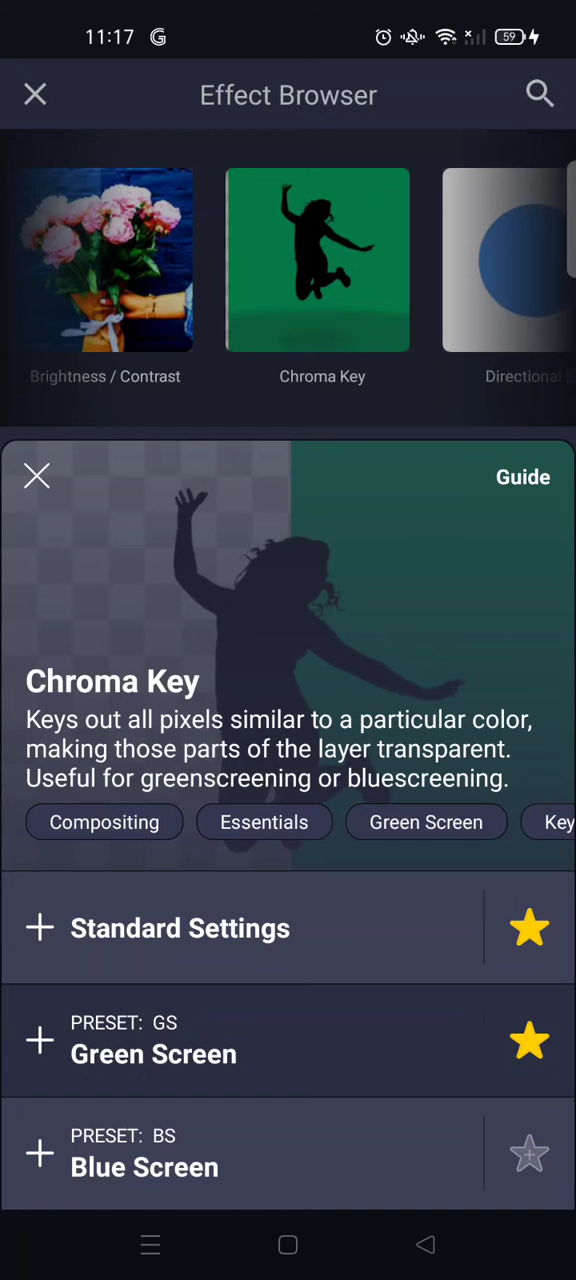 11:17
59
Effect Browser
Brightness / Contrast
Chroma Key
Directional
Guide
Chroma Key
Keys out all pixels similar to a particular color,
making those parts of the layer transparent.
Useful for greenscreening or bluescreening.
Compositing
Essentials
Green Screen
Key
Standard Settings
PRESET: GS
Green Screen
PRESET: BS
Blue Screen